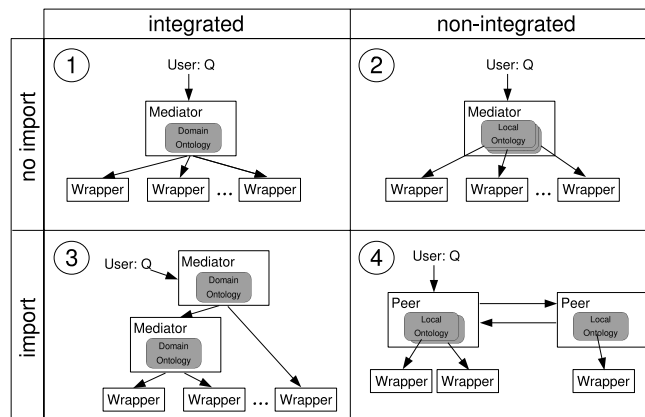 integrated
non-integrated
no import
1
User: Q
Mediator
Domain
Ontology
Wrapper
Wrapper
...
Wrapper
2
User: Q
Mediator
Local
Ontology
Wrapper
Wrapper
...
Wrapper
import
3
User: Q
Mediator
Domain
Ontology
Mediator
Domain
Ontology
Wrapper
Wrapper
...
Wrapper
4
User: Q
Peer
Local
Ontology
Peer
Local
Ontology
Wrapper
Wrapper
Wrapper